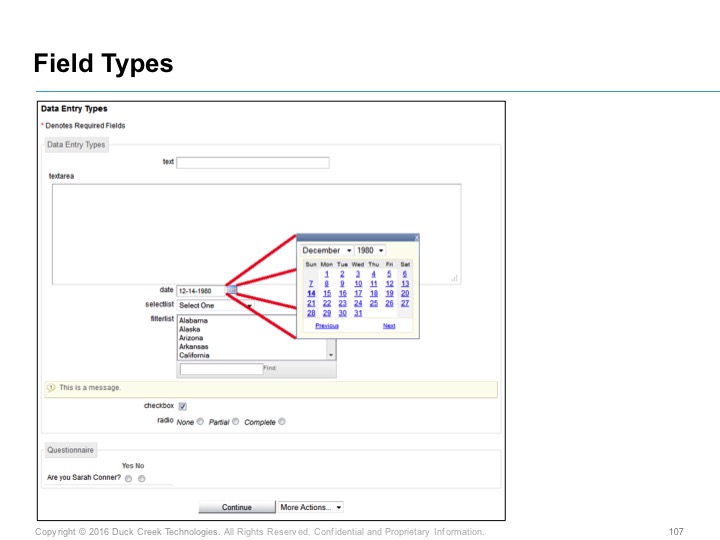 Field Types
Data Entry Types
* Denotes Required Fields
Data Entry Types
text
textarea
December 1980
Sun Mon Tue Wed Thu Fri Sat
1 2 3 4 5 6
7 8 9 10 11 12 13
14 15 16 17 18 19 20
21 22 23 24 25 26 27
28 29 30 31
Previous Next
date 12-14-1980
selectlist Select One
filterlist Alabama
Alaska
Arizona
Arkansas
California
Find:
This is a message.
checkbox
radio None Partial Complete
Questionnaire
Yes No
Are you Sarah Conner?
Continue More Actions...
Copyright © 2016 Duck Creek Technologies. All Rights Reserved. Confidential and Proprietary Information. 107